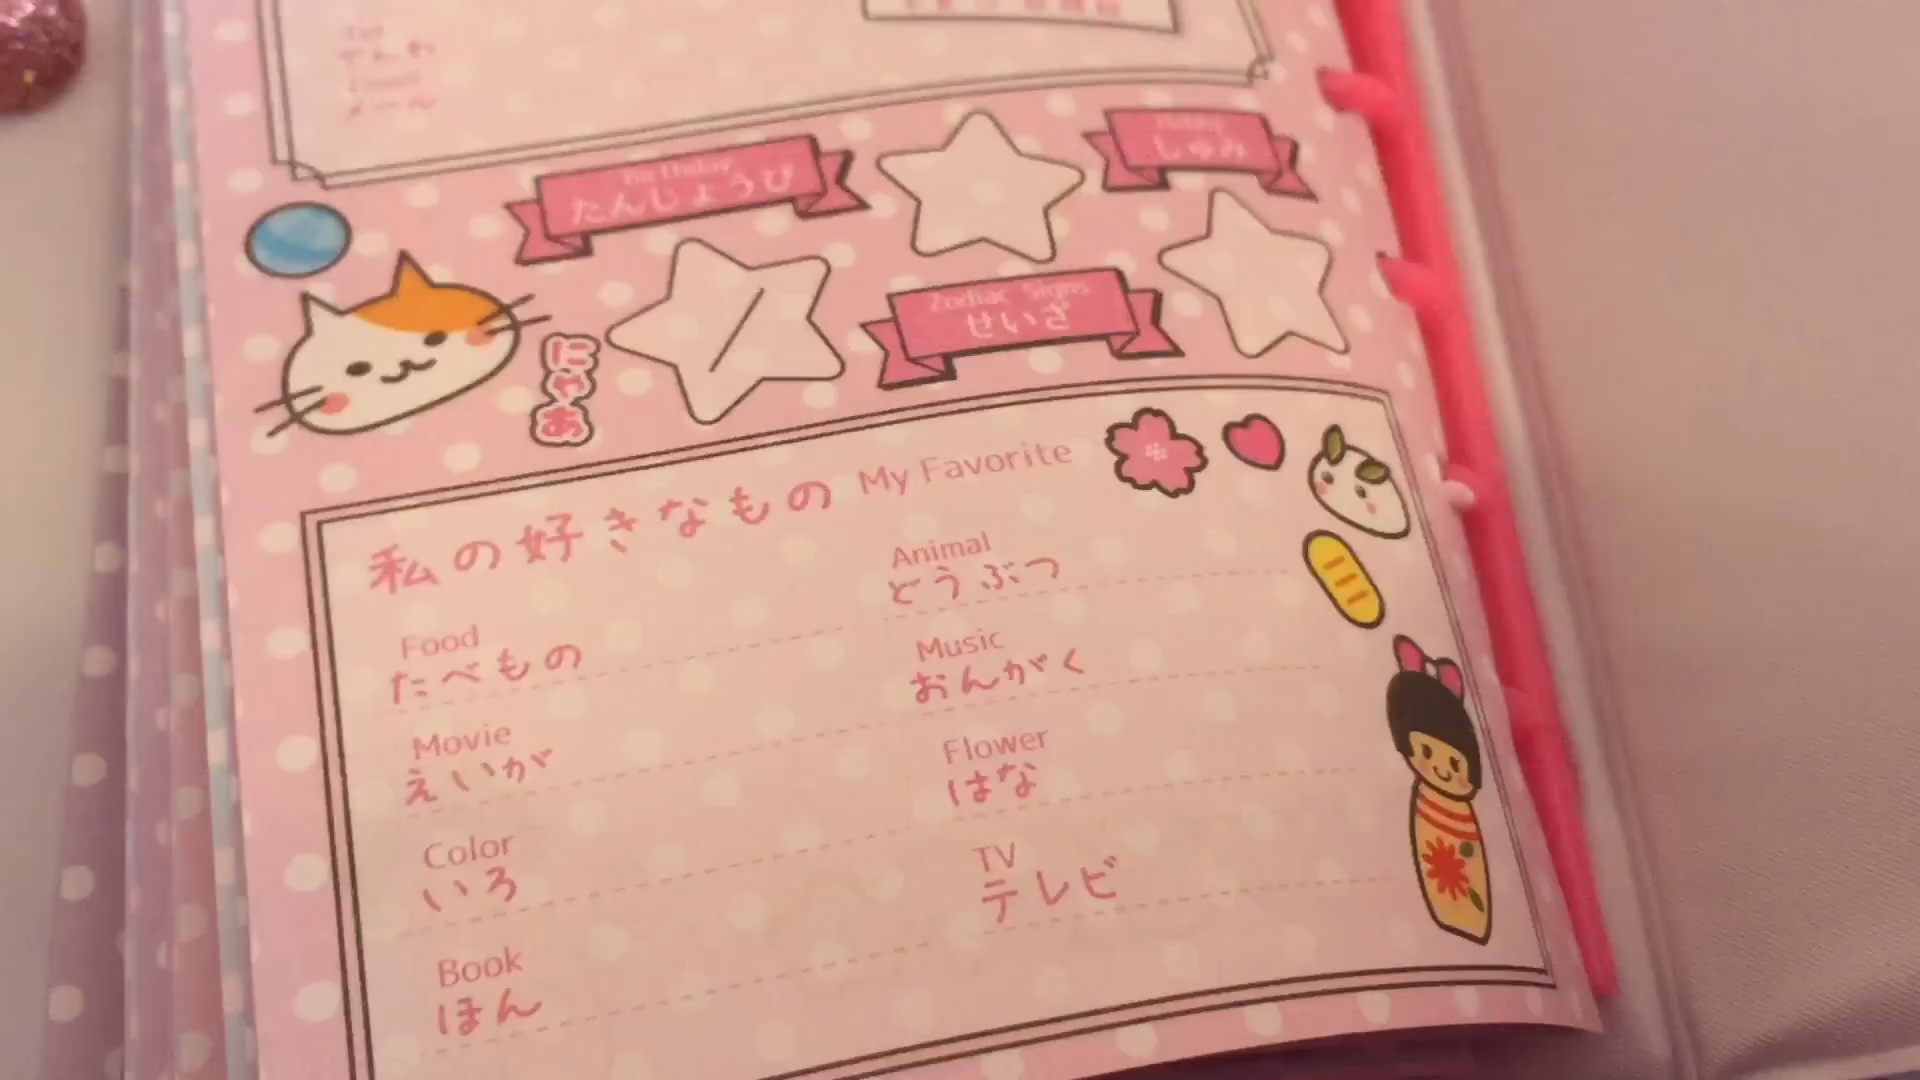 Birthday
たんじょうび
しゅみ
Zodiac Signs
せいざ
にゃあ
私の好きなもの My Favorite
Animal
どうぶつ
Food
たべもの
Music
おんがく
Movie
えいが
Flower
はな
Color
いろ
TV
テレビ
Book
ほん